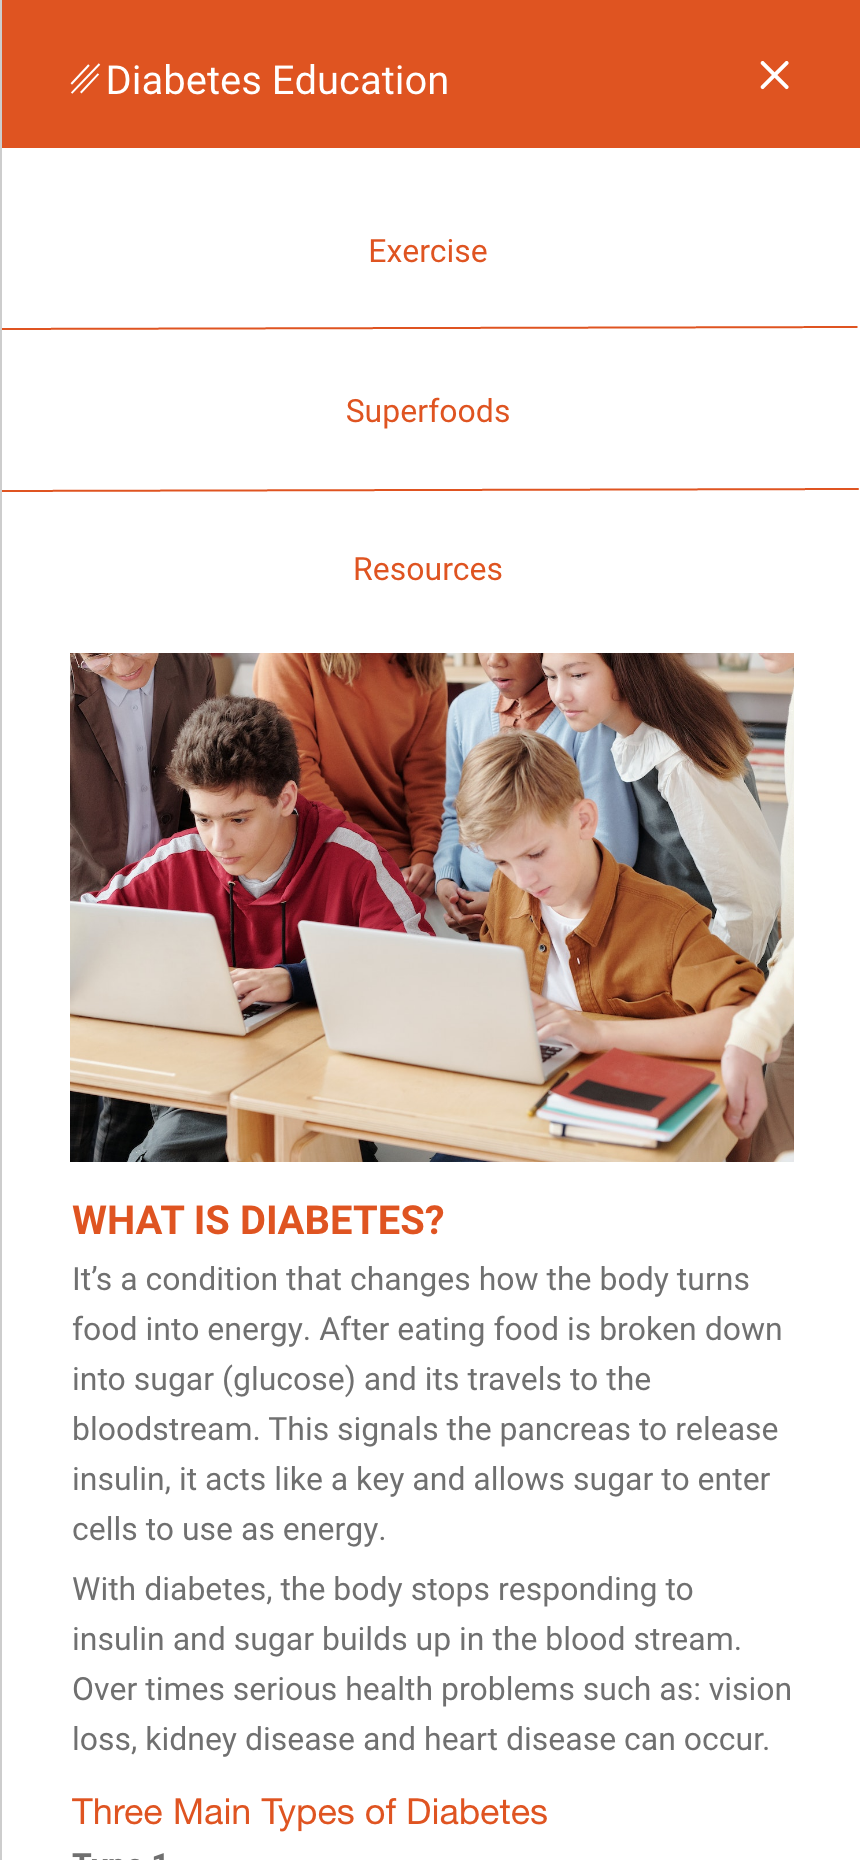 Diabetes Education
Exercise
Superfoods
Resources
WHAT IS DIABETES?
It’s a condition that changes how the body turns
food into energy. After eating food is broken down
into sugar (glucose) and its travels to the
bloodstream. This signals the pancreas to release
insulin, it acts like a key and allows sugar to enter
cells to use as energy.
With diabetes, the body stops responding to
insulin and sugar builds up in the blood stream.
Over times serious health problems such as: vision
loss, kidney disease and heart disease can occur.
Three Main Types of Diabetes
Type 1